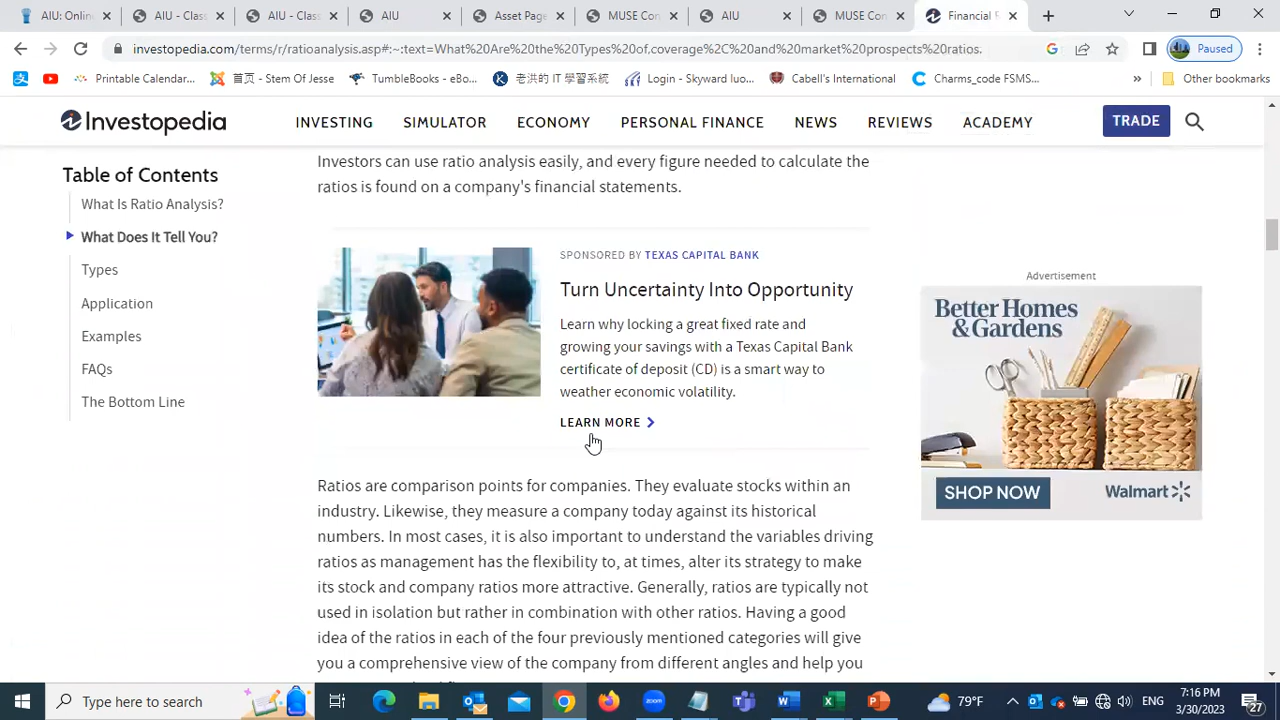 AIU: Onlin
AIU - Class
AIU - Class
AIU
Asset Page
MUSE Con
AIU
MUSE Con
Financial R
investopedia.com/terms/r/ratioanalysis.asp#:~:text=What%20Are%20the%20Types%20of,coverage%2C%20and%20market%20prospects%20ratios.
Paused
Printable Calendar...
首页 - Stem Of Jesse
TumbleBooks - eBo...
老洪的 IT 學習系統
Login - Skyward Iuo...
Cabell's International
Charms_code FSMS...
»
Other bookmarks
Investopedia
INVESTING
SIMULATOR
ECONOMY
PERSONAL FINANCE
NEWS
REVIEWS
ACADEMY
TRADE
Table of Contents
What Is Ratio Analysis?
What Does It Tell You?
Types
Application
Examples
FAQs
The Bottom Line
Investors can use ratio analysis easily, and every figure needed to calculate the
ratios is found on a company's financial statements.
SPONSORED BY TEXAS CAPITAL BANK
Turn Uncertainty Into Opportunity
Learn why locking a great fixed rate and
growing your savings with a Texas Capital Bank
certificate of deposit (CD) is a smart way to
weather economic volatility.
LEARN MORE
Ratios are comparison points for companies. They evaluate stocks within an
industry. Likewise, they measure a company today against its historical
numbers. In most cases, it is also important to understand the variables driving
ratios as management has the flexibility to, at times, alter its strategy to make
its stock and company ratios more attractive. Generally, ratios are typically not
used in isolation but rather in combination with other ratios. Having a good
idea of the ratios in each of the four previously mentioned categories will give
you a comprehensive view of the company from different angles and help you
Advertisement
Better Homes
& Gardens
SHOP NOW
Walmart
Type here to search
79°F
ENG
7:16 PM
3/30/2023
27